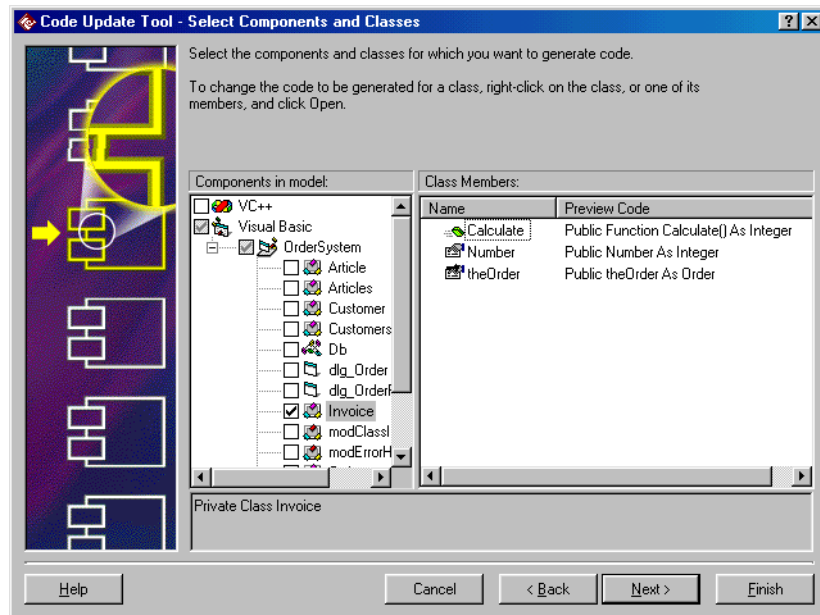 Code Update Tool - Select Components and Classes
Select the components and classes for which you want to generate code.
To change the code to be generated for a class, right-click on the class, or one of its
members, and click Open.
Components in model:
VC++
Visual Basic
OrderSystem
Article
Articles
Customer
Customers
Db
dlg_Order
dlg_OrderF
Invoice
modClassI
modErrorH
Class Members:
Name Preview Code
Calculate Public Function Calculate() As Integer
Number Public Number As Integer
theOrder Public theOrder As Order
Private Class Invoice
Help Cancel < Back Next > Finish